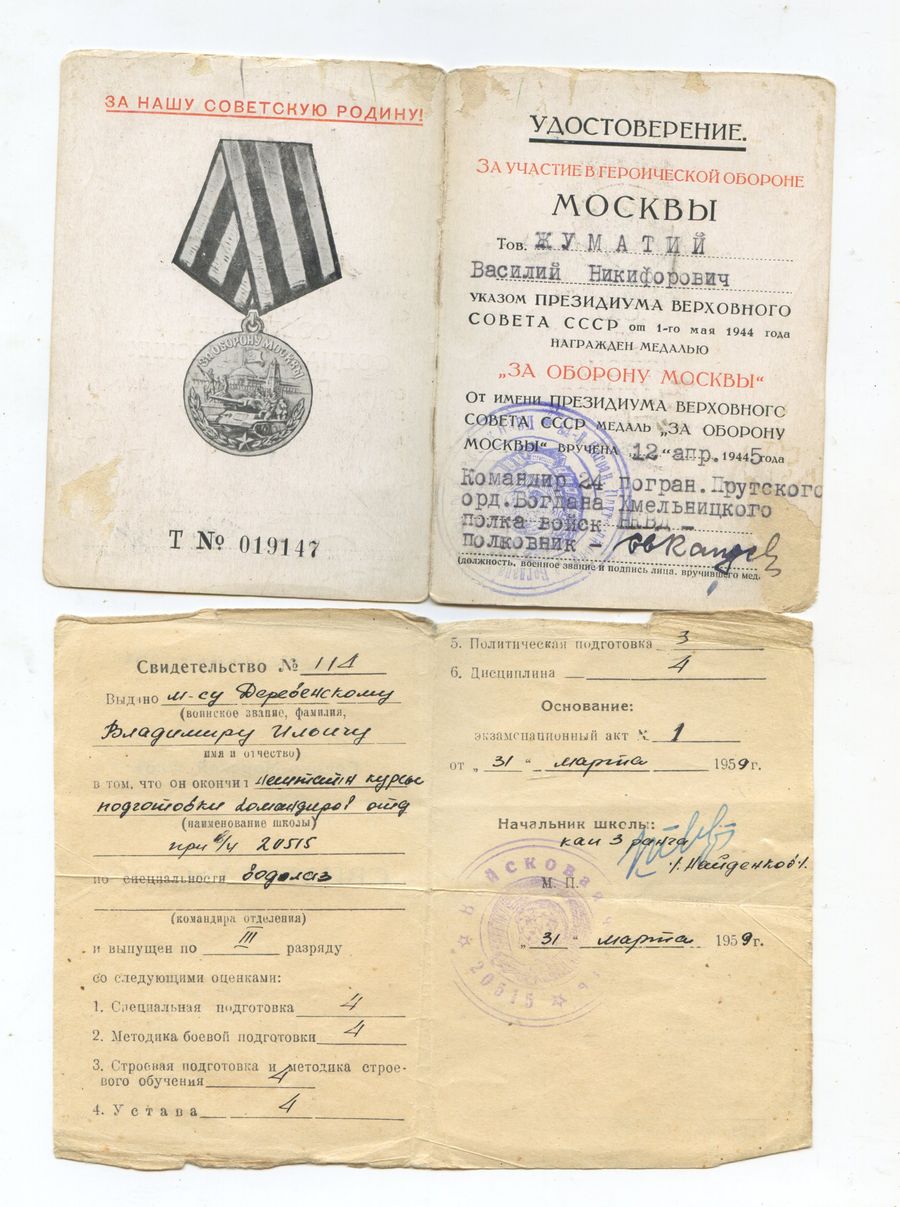 ЗА НАШУ СОВЕТСКУЮ РОДИНУ!
ЗА ОБОРОНУ МОСКВЫ
Т № 019147
УДОСТОВЕРЕНИЕ.
ЗА УЧАСТИЕ В ГЕРОИЧЕСКОЙ ОБОРОНЕ
МОСКВЫ
Тов. ЖУМАТИЙ
Василий Никифорович
УКАЗОМ ПРЕЗИДИУМА ВЕРХОВНОГО
СОВЕТА СССР от 1-го мая 1944 года
НАГРАЖДЕН МЕДАЛЬЮ
„ЗА ОБОРОНУ МОСКВЫ“
ОТ ИМЕНИ ПРЕЗИДИУМА ВЕРХОВНОГО
СОВЕТА СССР МЕДАЛЬ „ЗА ОБОРОНУ
МОСКВЫ“ ВРУЧЕНА „12“ апр. 1945 года
Командир 24 погран. Прутского
орд. Богдана Хмельницкого
полка войск НКВД –
полковник –
(должность, военное звание и подпись лица, вручившего мед.
Свидетельство № 114
Выдано м-су Деревенскому
(воинское звание, фамилия,
Владимиру Ильичу
имя и отчество)
в том, что он окончил нештатн курсы
подготовки командиров отд
(наименование школы)
при в/ч 20515
по специальности водолаз
(командира отделения)
и выпущен по III разряду
со следующими оценками:
1. Специальная подготовка 4
2. Методика боевой подготовки 4
3. Строевая подготовка и методика строе-
вого обучения 4
4. Устава 4
5. Политическая подготовка 3
6. Дисциплина 4
Основание:
экзаменационный акт № 1
от „31“ марта 1959 г.
Начальник школы:
кап 3 ранга
/Найденков/.
М. П.
„31“ марта 1959 г.
Войсковая
20515